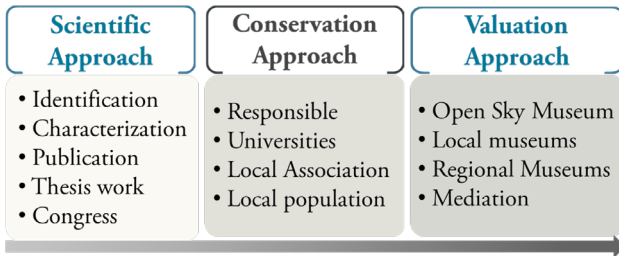 Scientific
Approach
• Identification
• Characterization
• Publication
• Thesis work
• Congress
Conservation
Approach
• Responsible
• Universities
• Local Association
• Local population
Valuation
Approach
• Open Sky Museum
• Local museums
• Regional Museums
• Mediation